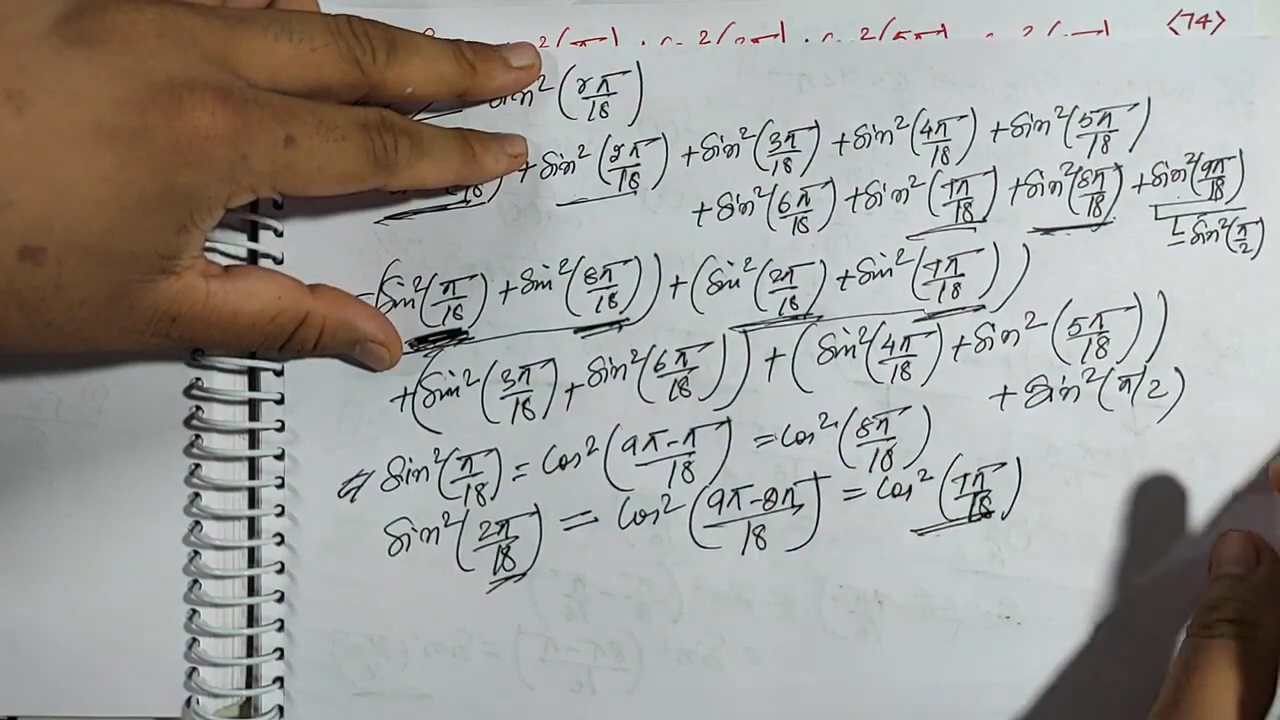 ⟨74⟩
sin²(rπ/18)
+ sin²(2π/18) + sin²(3π/18) + sin²(4π/18) + sin²(5π/18)
+ sin²(6π/18) + sin²(7π/18) + sin²(8π/18) + sin²(9π/18)
= sin²(π/2)
= (sin²(π/18) + sin²(8π/18)) + (sin²(2π/18) + sin²(7π/18))
+ (sin²(3π/18) + sin²(6π/18)) + (sin²(4π/18) + sin²(5π/18))
+ sin²(π/2)
sin²(π/18) = cos²((9π-π)/18) = cos²(8π/18)
sin²(2π/18) = cos²((9π-2π)/18) = cos²(7π/18)